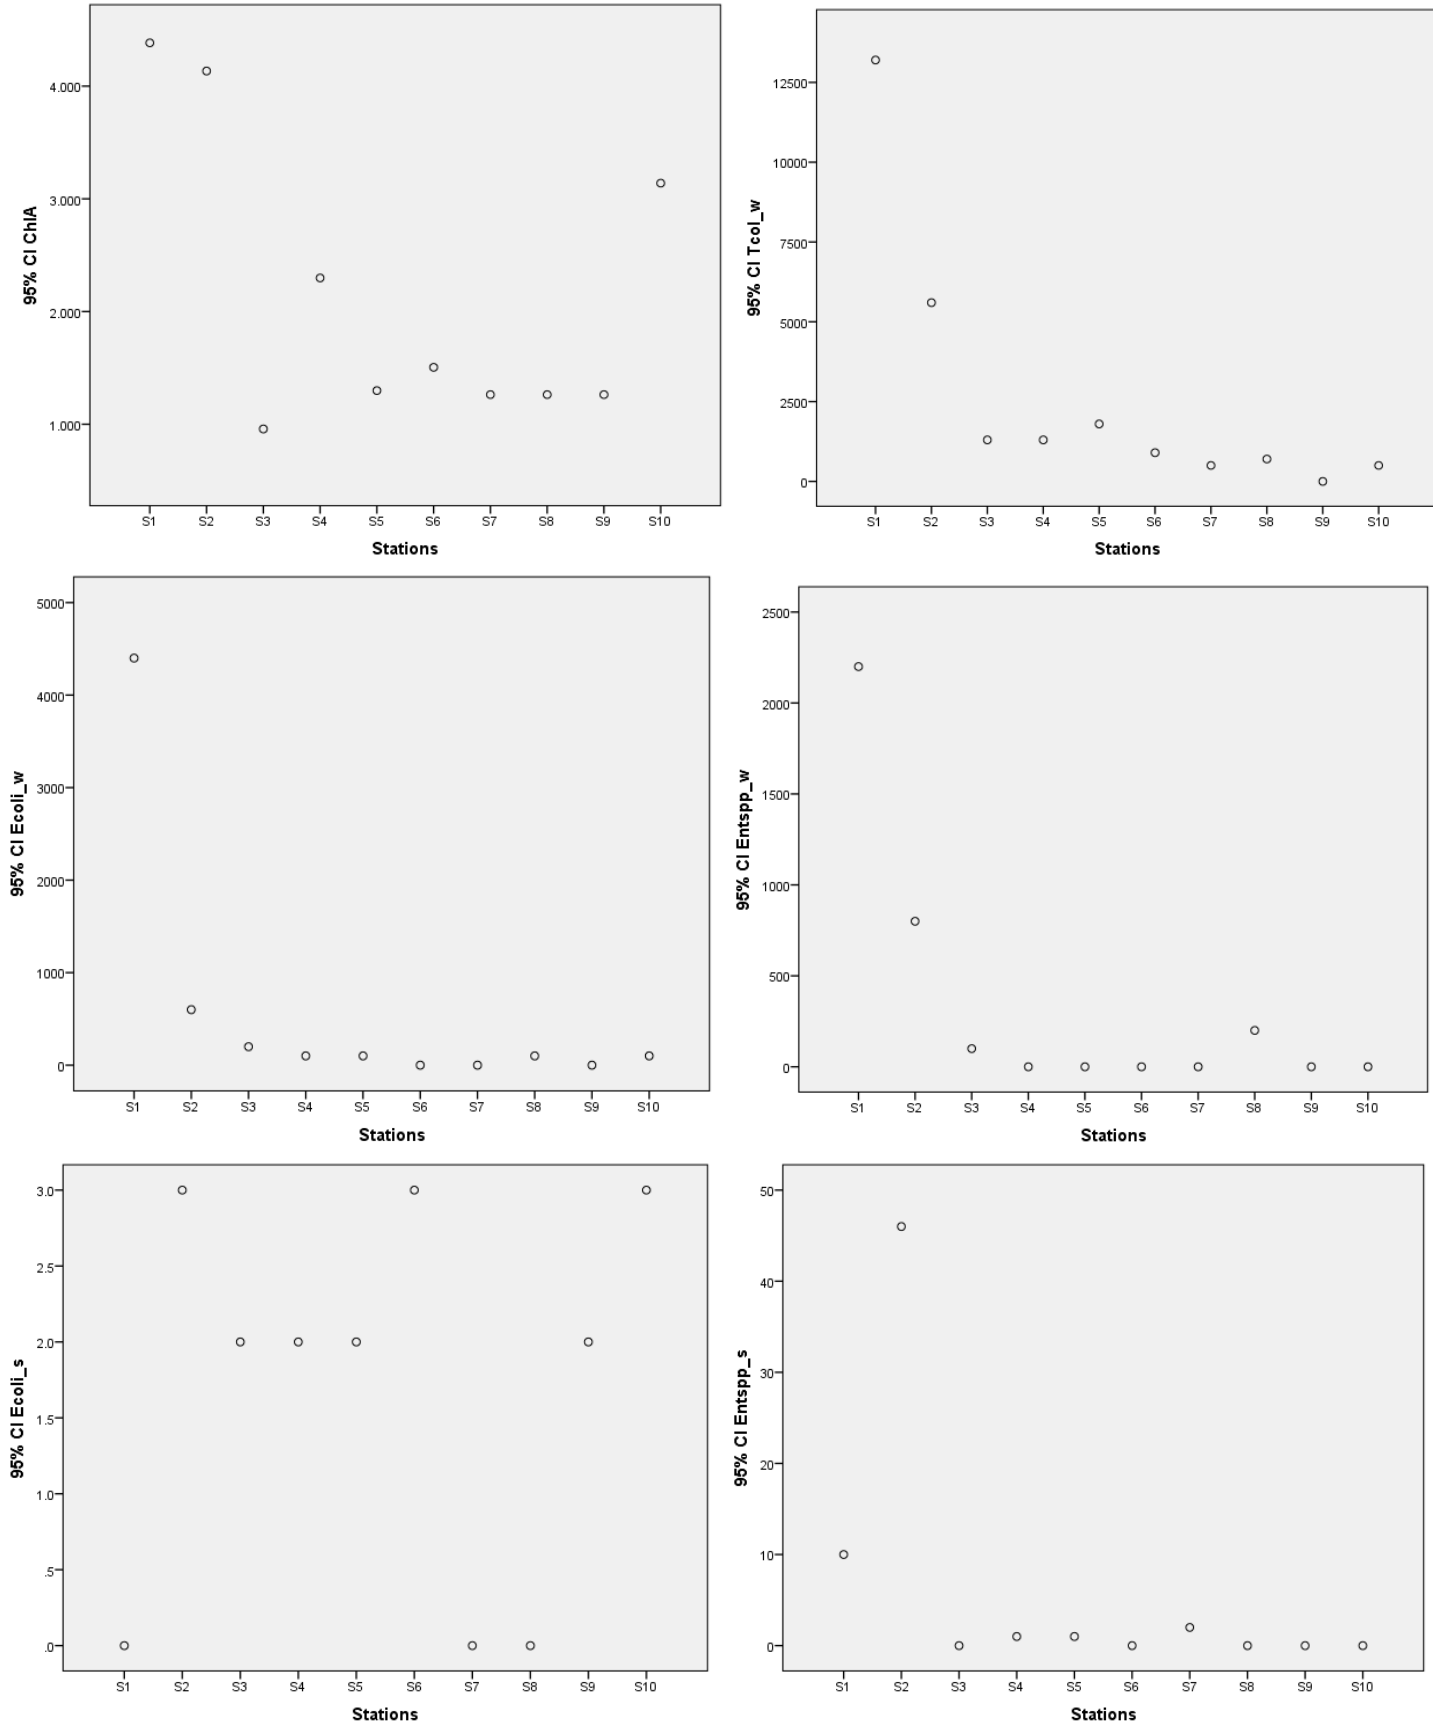 95% CI ChlA
4.000
3.000
2.000
1.000
S1 S2 S3 S4 S5 S6 S7 S8 S9 S10
Stations
95% CI Tcol_w
12500
10000
7500
5000
2500
0
S1 S2 S3 S4 S5 S6 S7 S8 S9 S10
Stations
95% CI Ecoli_w
5000
4000
3000
2000
1000
0
S1 S2 S3 S4 S5 S6 S7 S8 S9 S10
Stations
95% CI Entspp_w
2500
2000
1500
1000
500
0
S1 S2 S3 S4 S5 S6 S7 S8 S9 S10
Stations
95% CI Ecoli_s
3.0
2.5
2.0
1.5
1.0
.5
.0
S1 S2 S3 S4 S5 S6 S7 S8 S9 S10
Stations
95% CI Entspp_s
50
40
30
20
10
0
S1 S2 S3 S4 S5 S6 S7 S8 S9 S10
Stations